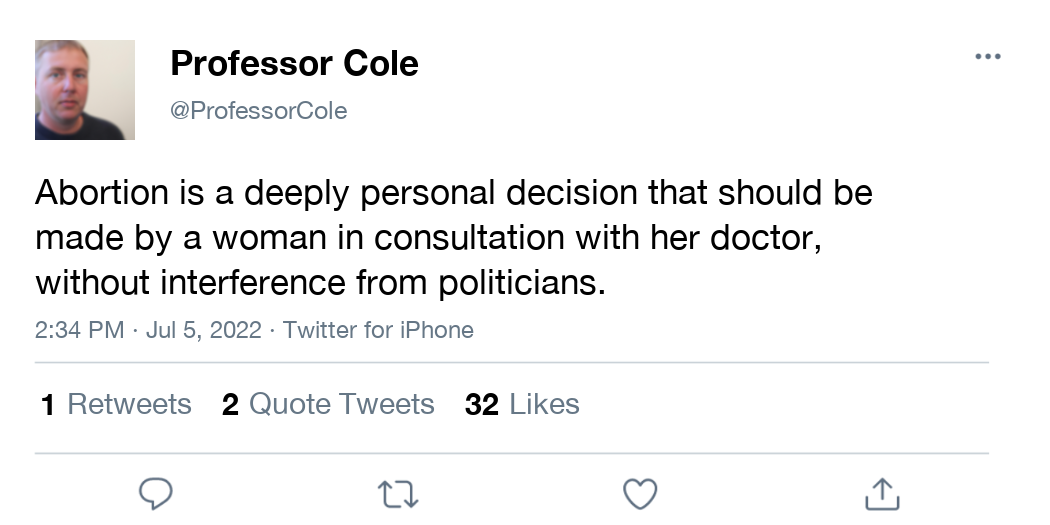 Professor Cole
@ProfessorCole
Abortion is a deeply personal decision that should be
made by a woman in consultation with her doctor,
without interference from politicians.
2:34 PM · Jul 5, 2022 · Twitter for iPhone
1 Retweets 2 Quote Tweets 32 Likes